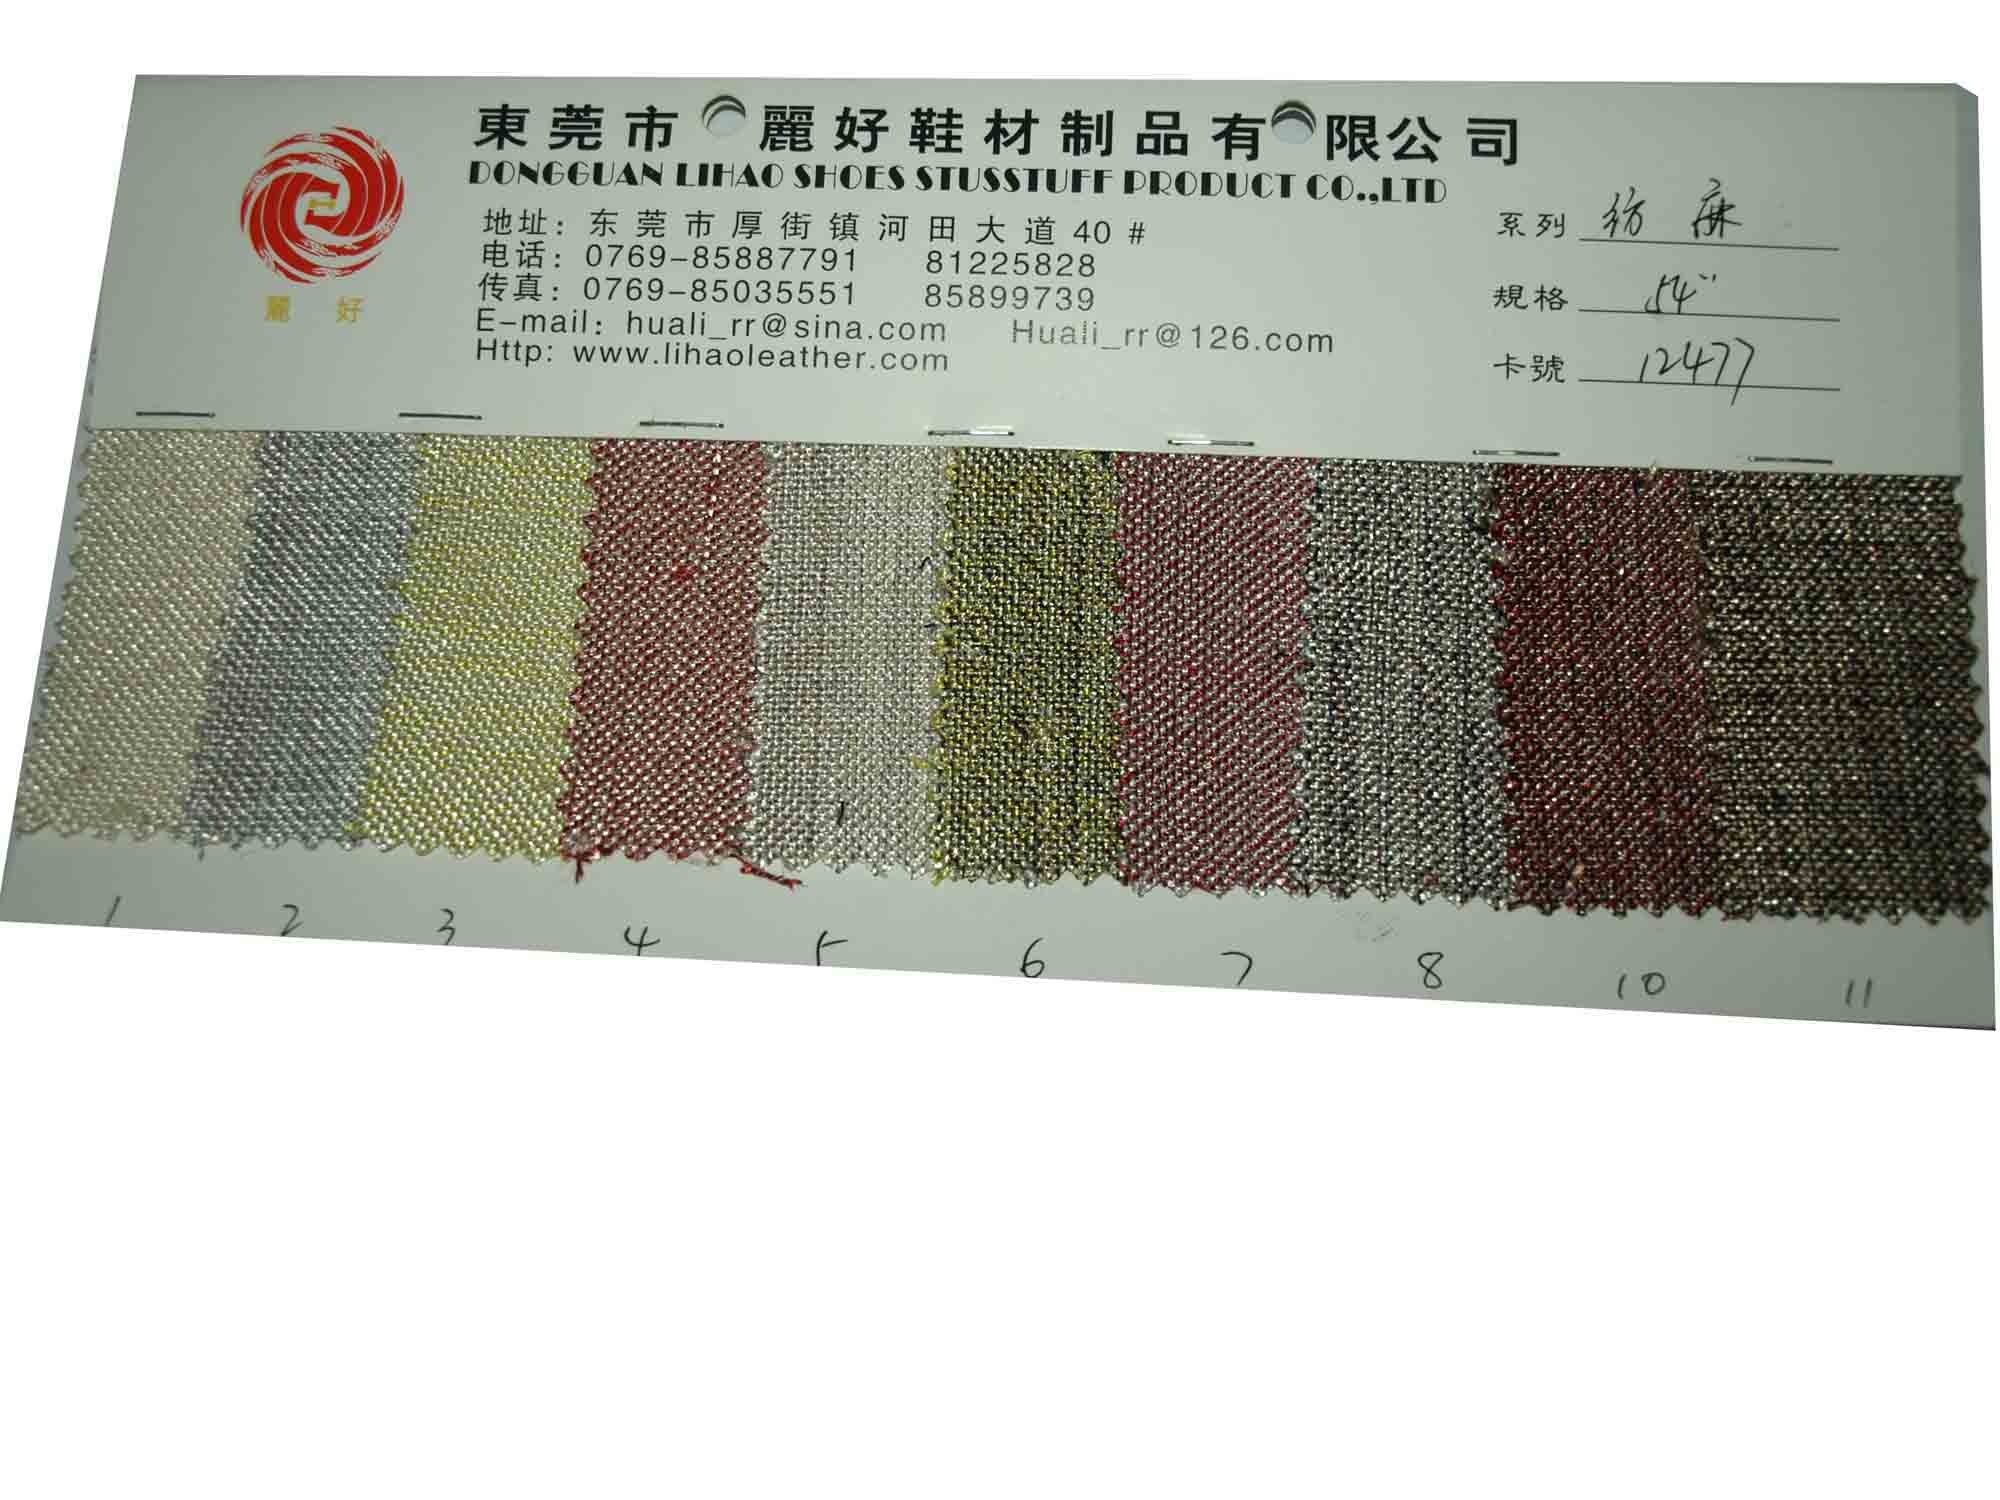 東莞市麗好鞋材制品有限公司
DONGGUAN LIHAO SHOES STUSSTUFF PRODUCT CO.,LTD
麗 好
地址：东莞市厚街镇河田大道40 #
电话：0769-85887791 81225828
传真：0769-85035551 85899739
E-mail：huali_rr@sina.com Huali_rr@126.com
Http: www.lihaoleather.com
系列 纺麻
規格 54"
卡號 12477
1 2 3 4 5 6 7 8 10 11